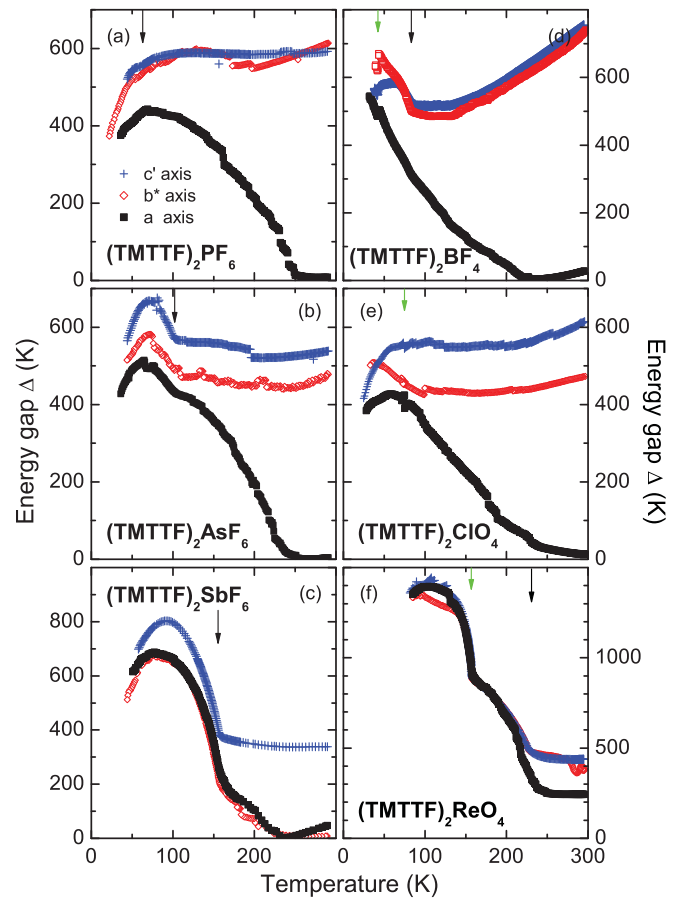 (a)
600
400
200
0
c' axis
b* axis
a axis
(TMTTF)2PF6
(d)
600
400
200
0
(TMTTF)2BF4
(b)
600
400
200
0
(TMTTF)2AsF6
(e)
600
400
200
0
(TMTTF)2ClO4
Energy gap Δ (K)
Energy gap Δ (K)
(TMTTF)2SbF6
(c)
800
600
400
200
0
0
100
200
(f)
1000
500
0
(TMTTF)2ReO4
0
100
200
300
Temperature (K)